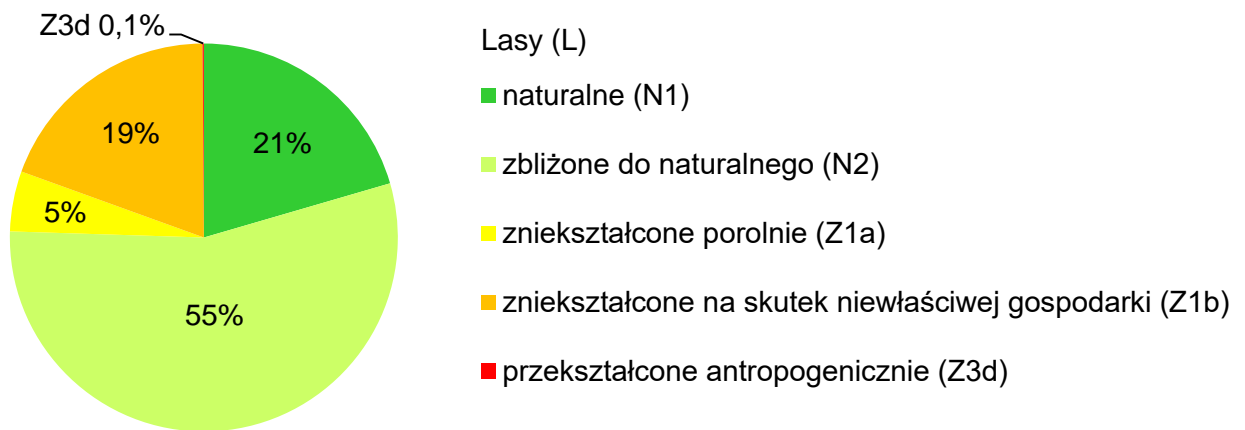 Z3d 0,1%
19%
21%
5%
55%
Lasy (L)
naturalne (N1)
zbliżone do naturalnego (N2)
zniekształcone porolnie (Z1a)
zniekształcone na skutek niewłaściwej gospodarki (Z1b)
przekształcone antropogenicznie (Z3d)